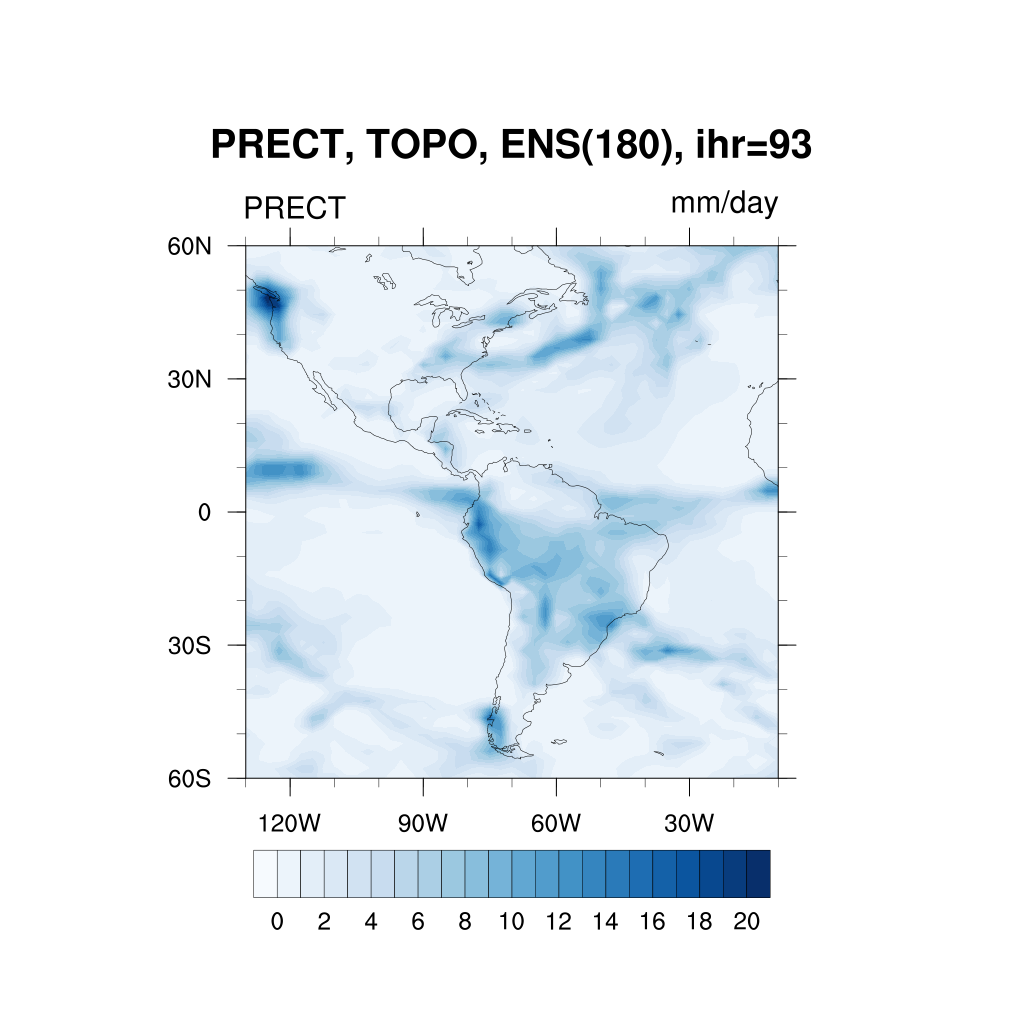 PRECT, TOPO, ENS(180), ihr=93
PRECT mm/day
60N
30N
0
30S
60S
120W 90W 60W 30W
0 2 4 6 8 10 12 14 16 18 20